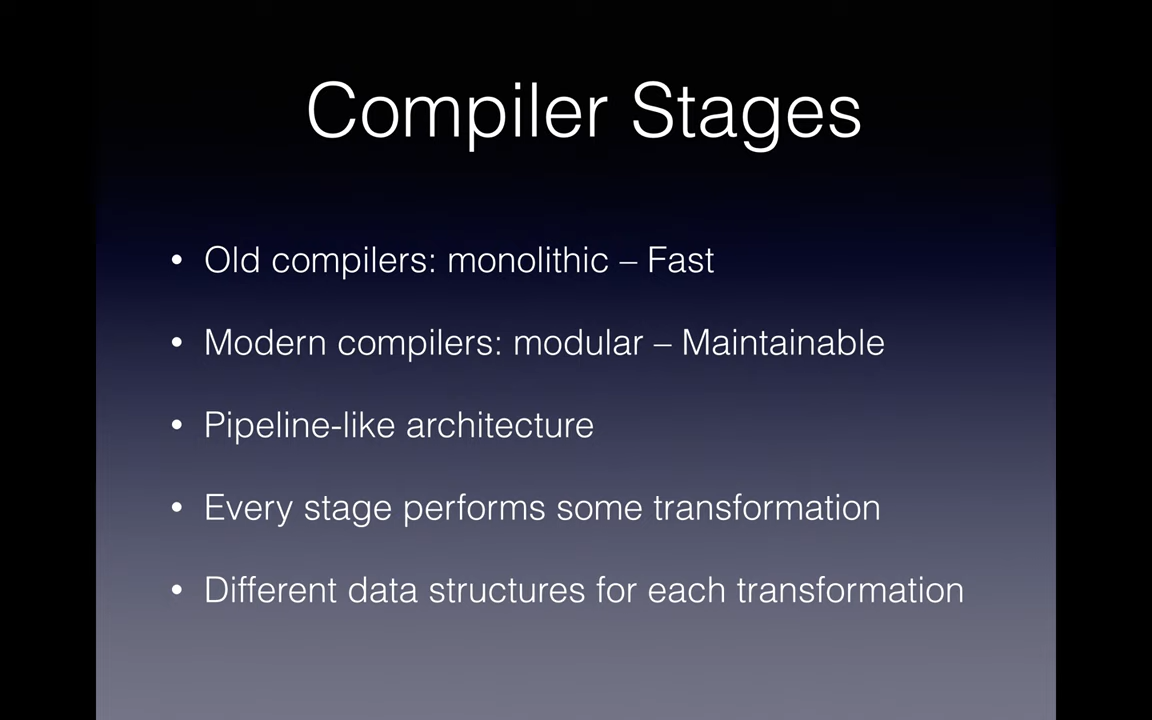 Compiler Stages
• Old compilers: monolithic – Fast
• Modern compilers: modular – Maintainable
• Pipeline-like architecture
• Every stage performs some transformation
• Different data structures for each transformation